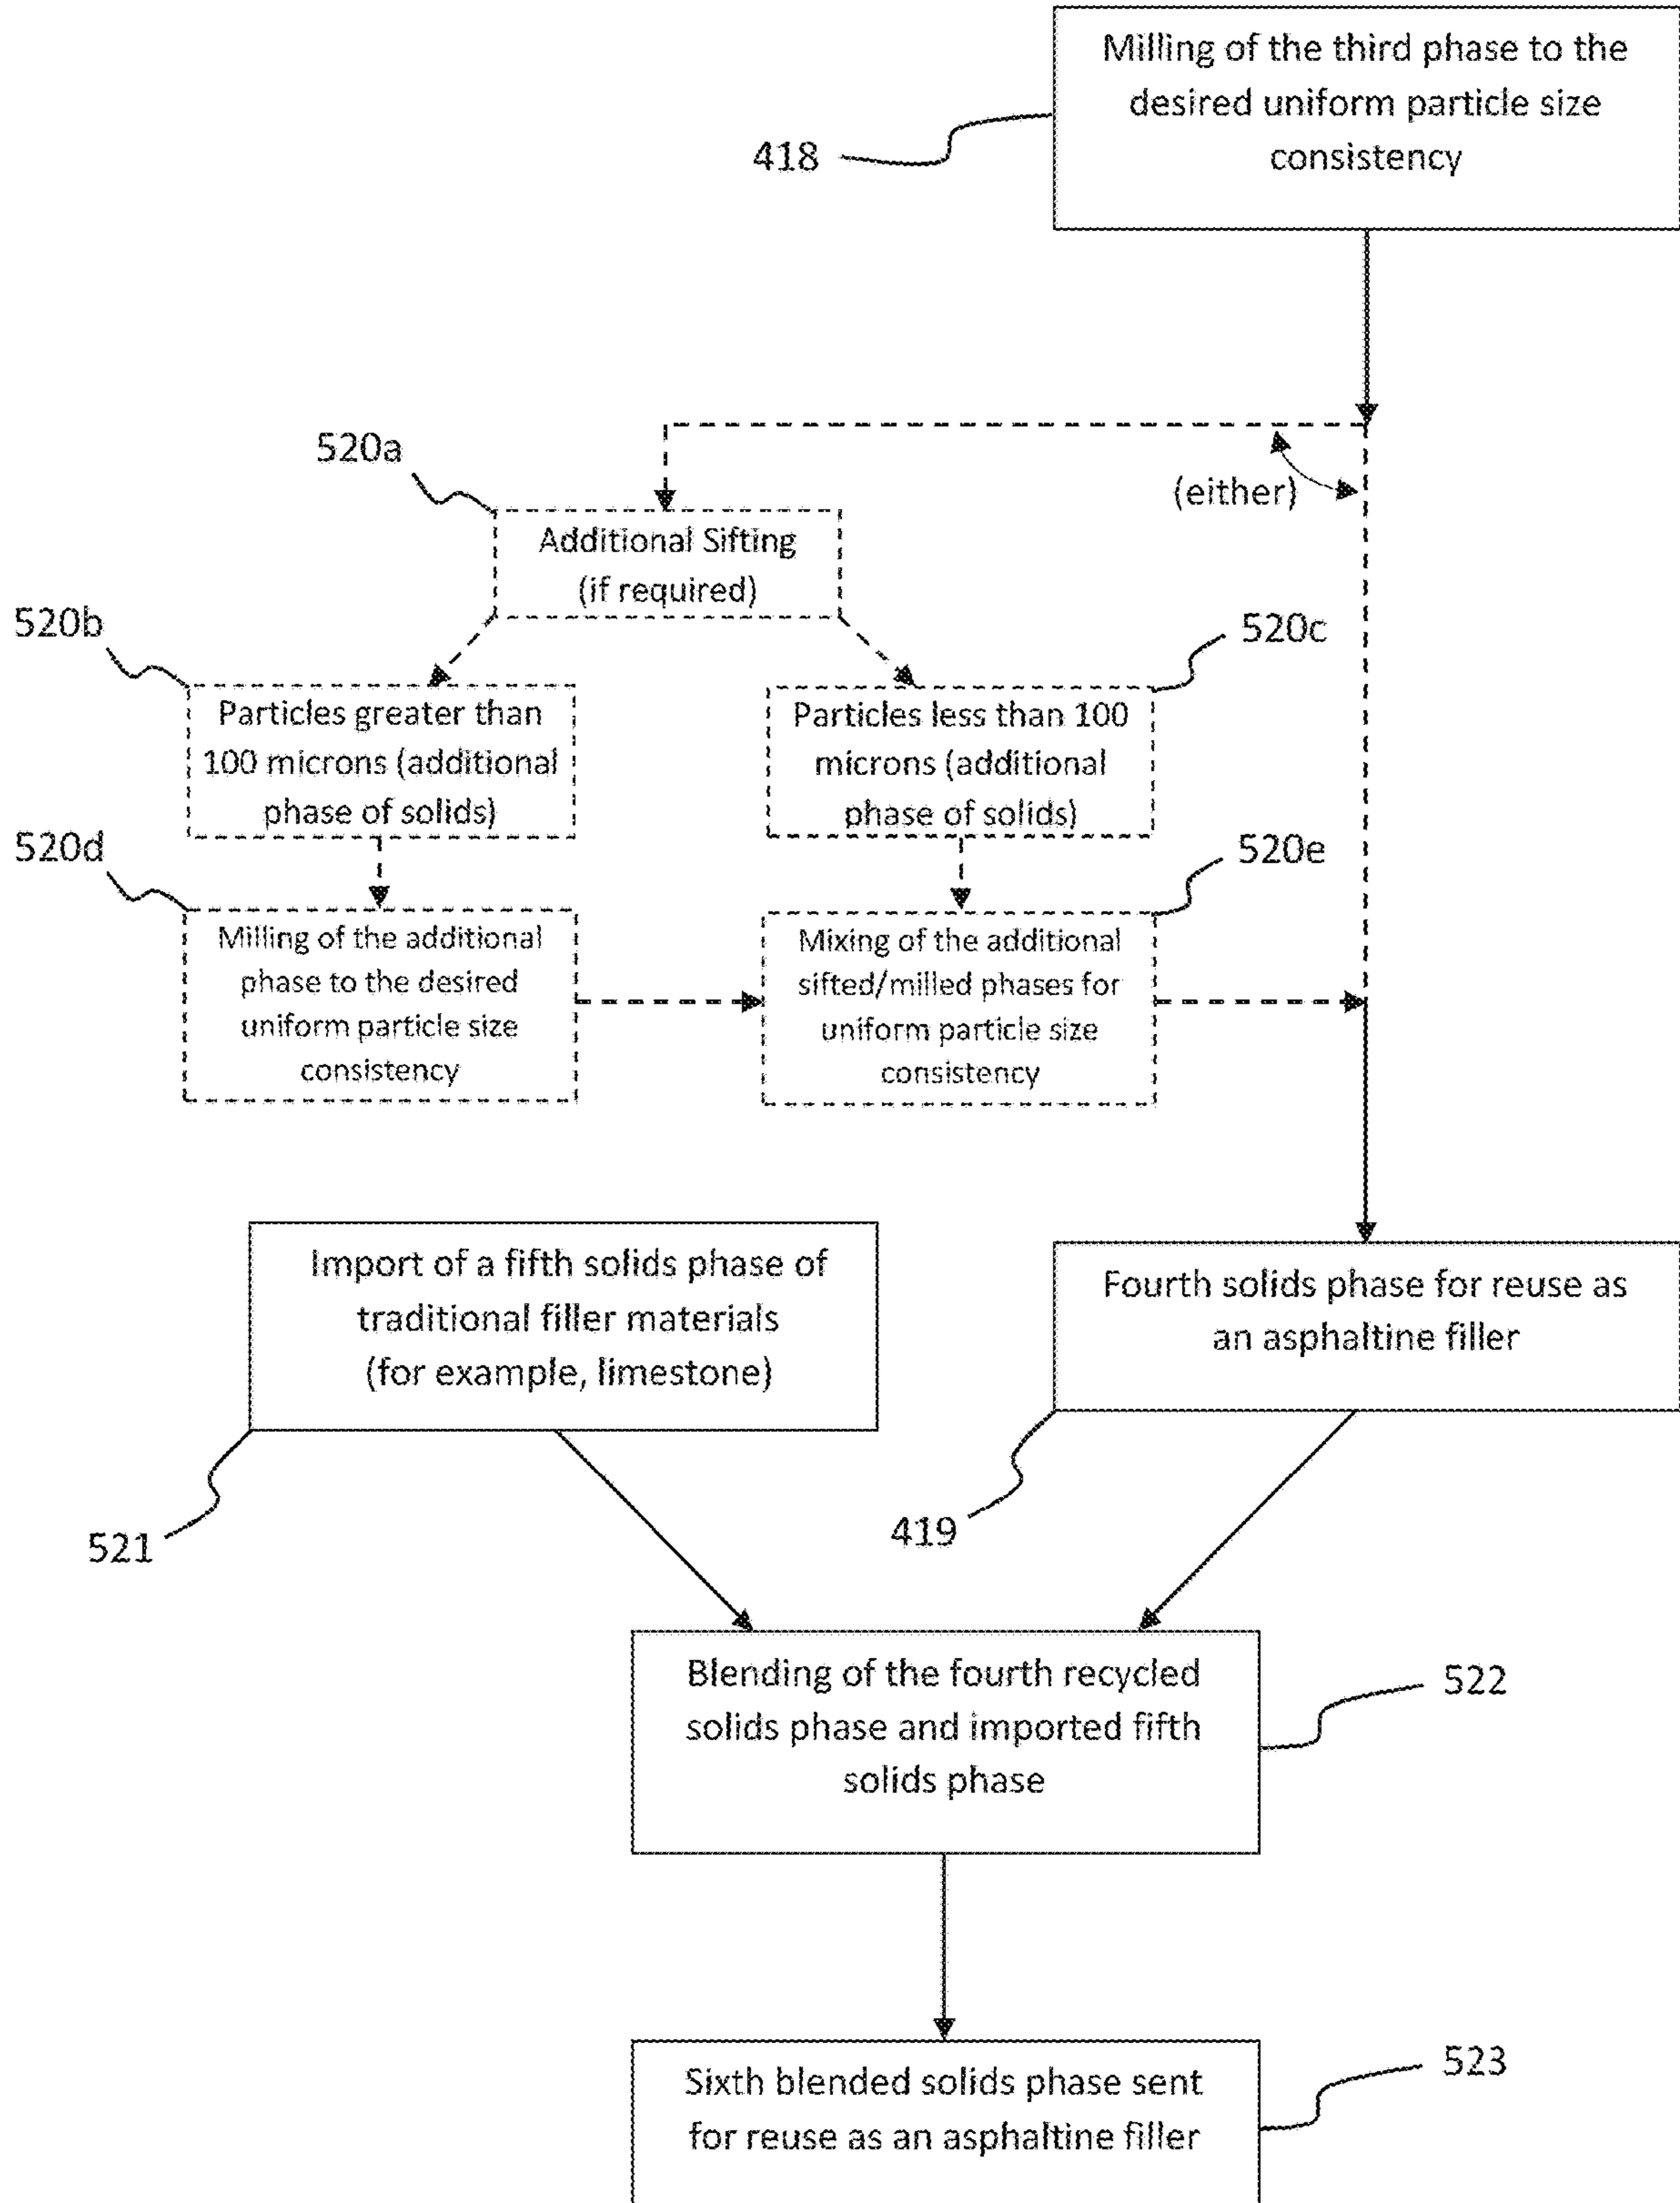 Milling of the third phase to the
desired uniform particle size
consistency
418
(either)
520a
Additional Sifting
(if required)
520b
Particles greater than
100 microns (additional
phase of solids)
520c
Particles less than 100
microns (additional
phase of solids)
520d
Milling of the additional
phase to the desired
uniform particle size
consistency
520e
Mixing of the additional
sifted/milled phases for
uniform particle size
consistency
Import of a fifth solids phase of
traditional filler materials
(for example, limestone)
521
Fourth solids phase for reuse as
an asphaltine filler
419
Blending of the fourth recycled
solids phase and imported fifth
solids phase
522
Sixth blended solids phase sent
for reuse as an asphaltine filler
523